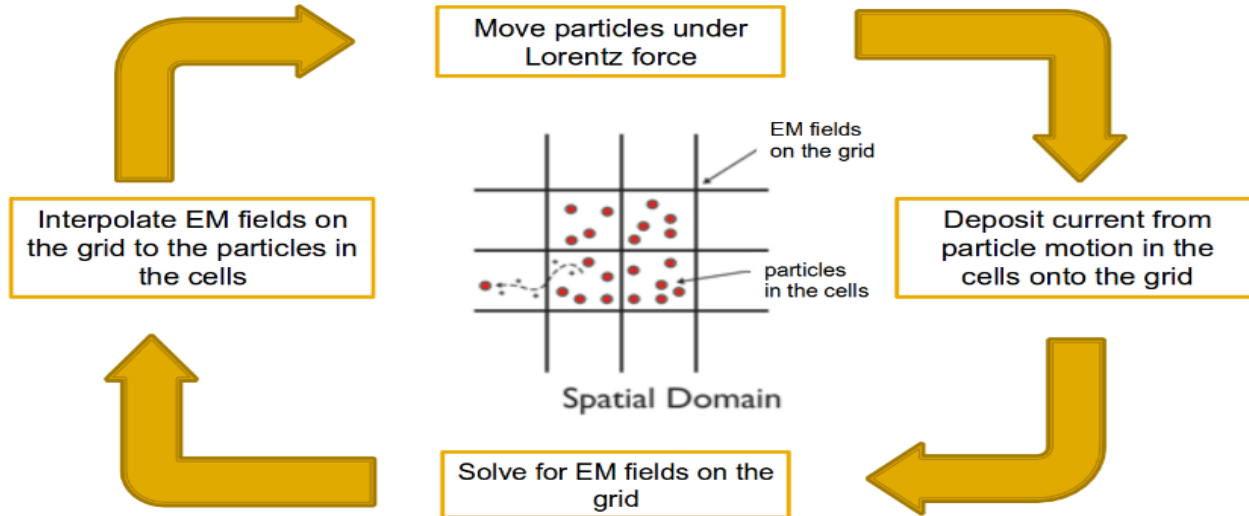 Move particles under
Lorentz force
EM fields
on the grid
Interpolate EM fields on
the grid to the particles in
the cells
Deposit current from
particle motion in the
cells onto the grid
particles
in the cells
Spatial Domain
Solve for EM fields on the
grid